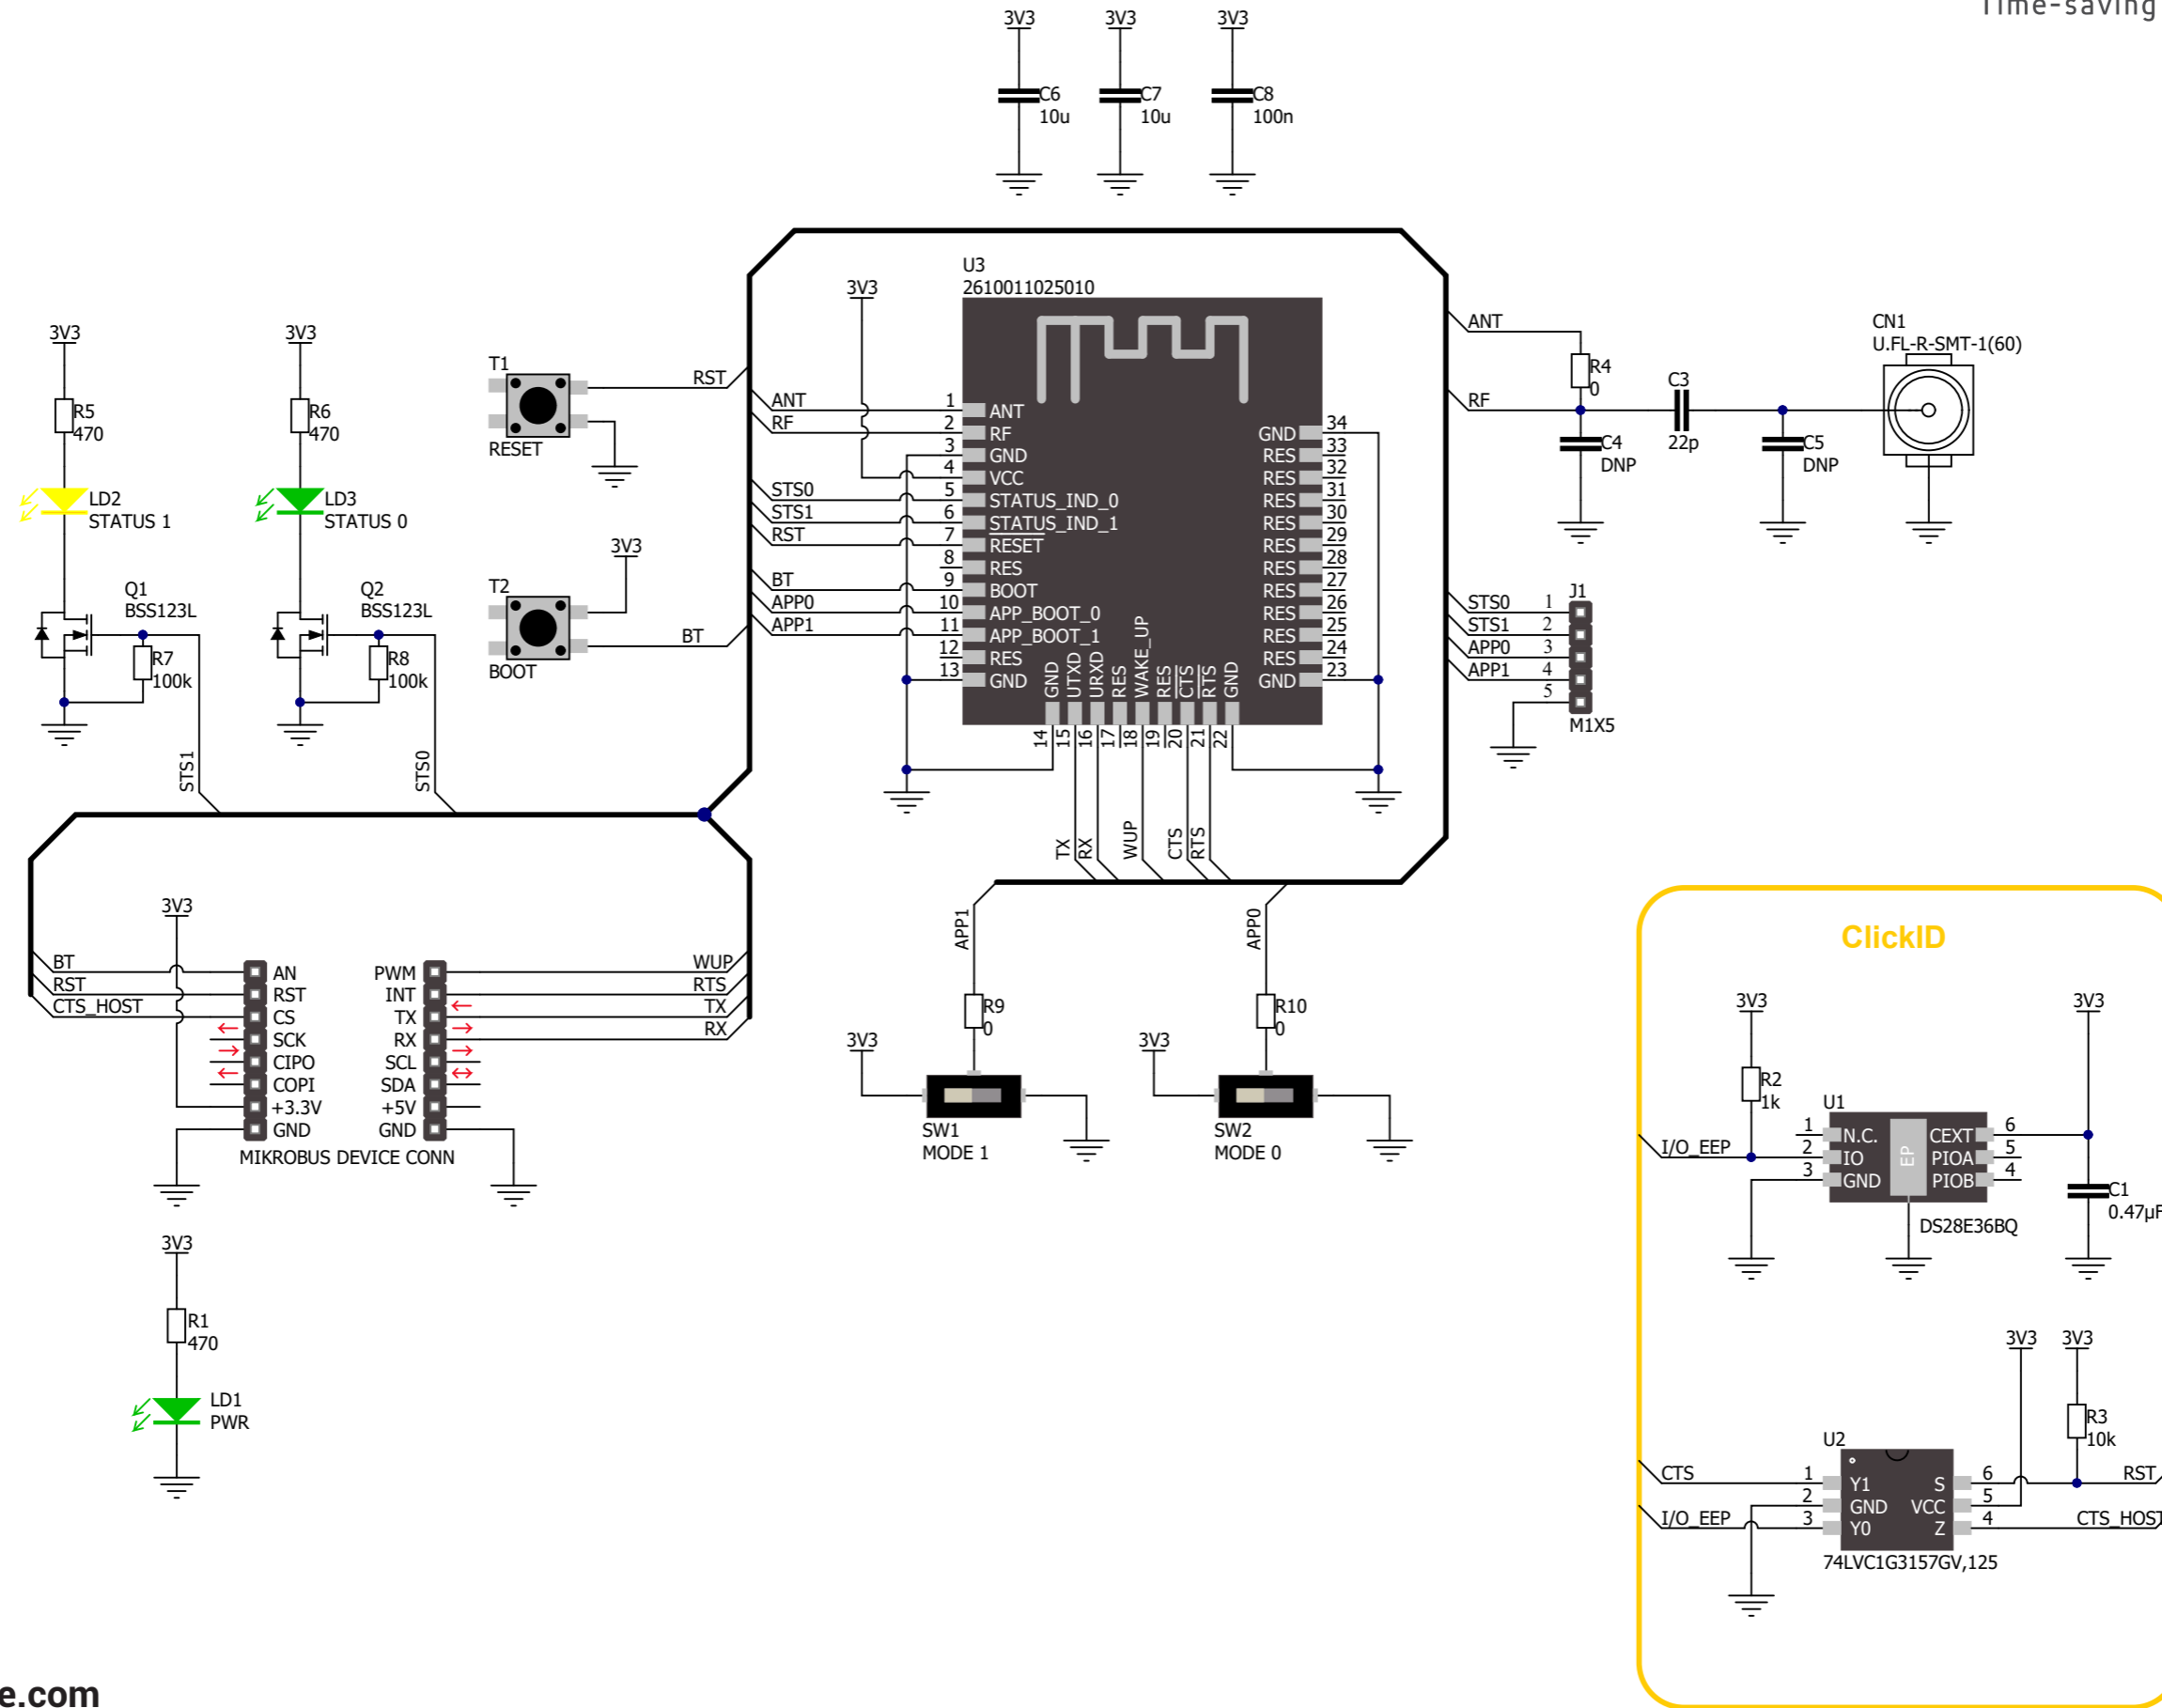 Time-saving
3V3
3V3
3V3
C6
10u
C7
10u
C8
100n
3V3
R5
470
LD2
STATUS 1
Q1
BSS123L
R7
100k
STS1
3V3
R6
470
LD3
STATUS 0
Q2
BSS123L
R8
100k
STS0
T1
RESET
RST
3V3
T2
BOOT
BT
U3
2610011025010
3V3
ANT 1 ANT
RF 2 RF
3 GND
4 VCC
STS0 5 STATUS_IND_0
STS1 6 STATUS_IND_1
RST 7 RESET
8 RES
BT 9 BOOT
APP0 10 APP_BOOT_0
APP1 11 APP_BOOT_1
12 RES
13 GND
GND 34
RES 33
RES 32
RES 31
RES 30
RES 29
RES 28
RES 27
RES 26
RES 25
RES 24
GND 23
GND 14
UTXD 15 TX
URXD 16 RX
RES 17
WAKE_UP 18 WUP
RES 19
CTS 20 CTS
RTS 21 RTS
GND 22
ANT
R4
0
RF
C4
DNP
C3
22p
C5
DNP
CN1
U.FL-R-SMT-1(60)
J1
STS0 1
STS1 2
APP0 3
APP1 4
5
M1X5
3V3
BT AN PWM WUP
RST RST INT RTS
CTS_HOST CS TX TX
SCK RX RX
CIPO SCL
COPI SDA
+3.3V +5V
GND GND
MIKROBUS DEVICE CONN
3V3
R1
470
LD1
PWR
APP1
R9
0
3V3
SW1
MODE 1
APP0
R10
0
3V3
SW2
MODE 0
ClickID
3V3
3V3
R2
1k
U1
I/O_EEP
1 N.C. CEXT 6
2 IO PIOA 5
3 GND PIOB 4
EP
DS28E36BQ
C1
0.47µF
3V3
3V3
R3
10k
U2
CTS 1 Y1 S 6 RST
2 GND VCC 5
I/O_EEP 3 Y0 Z 4 CTS_HOST
74LVC1G3157GV,125
e.com